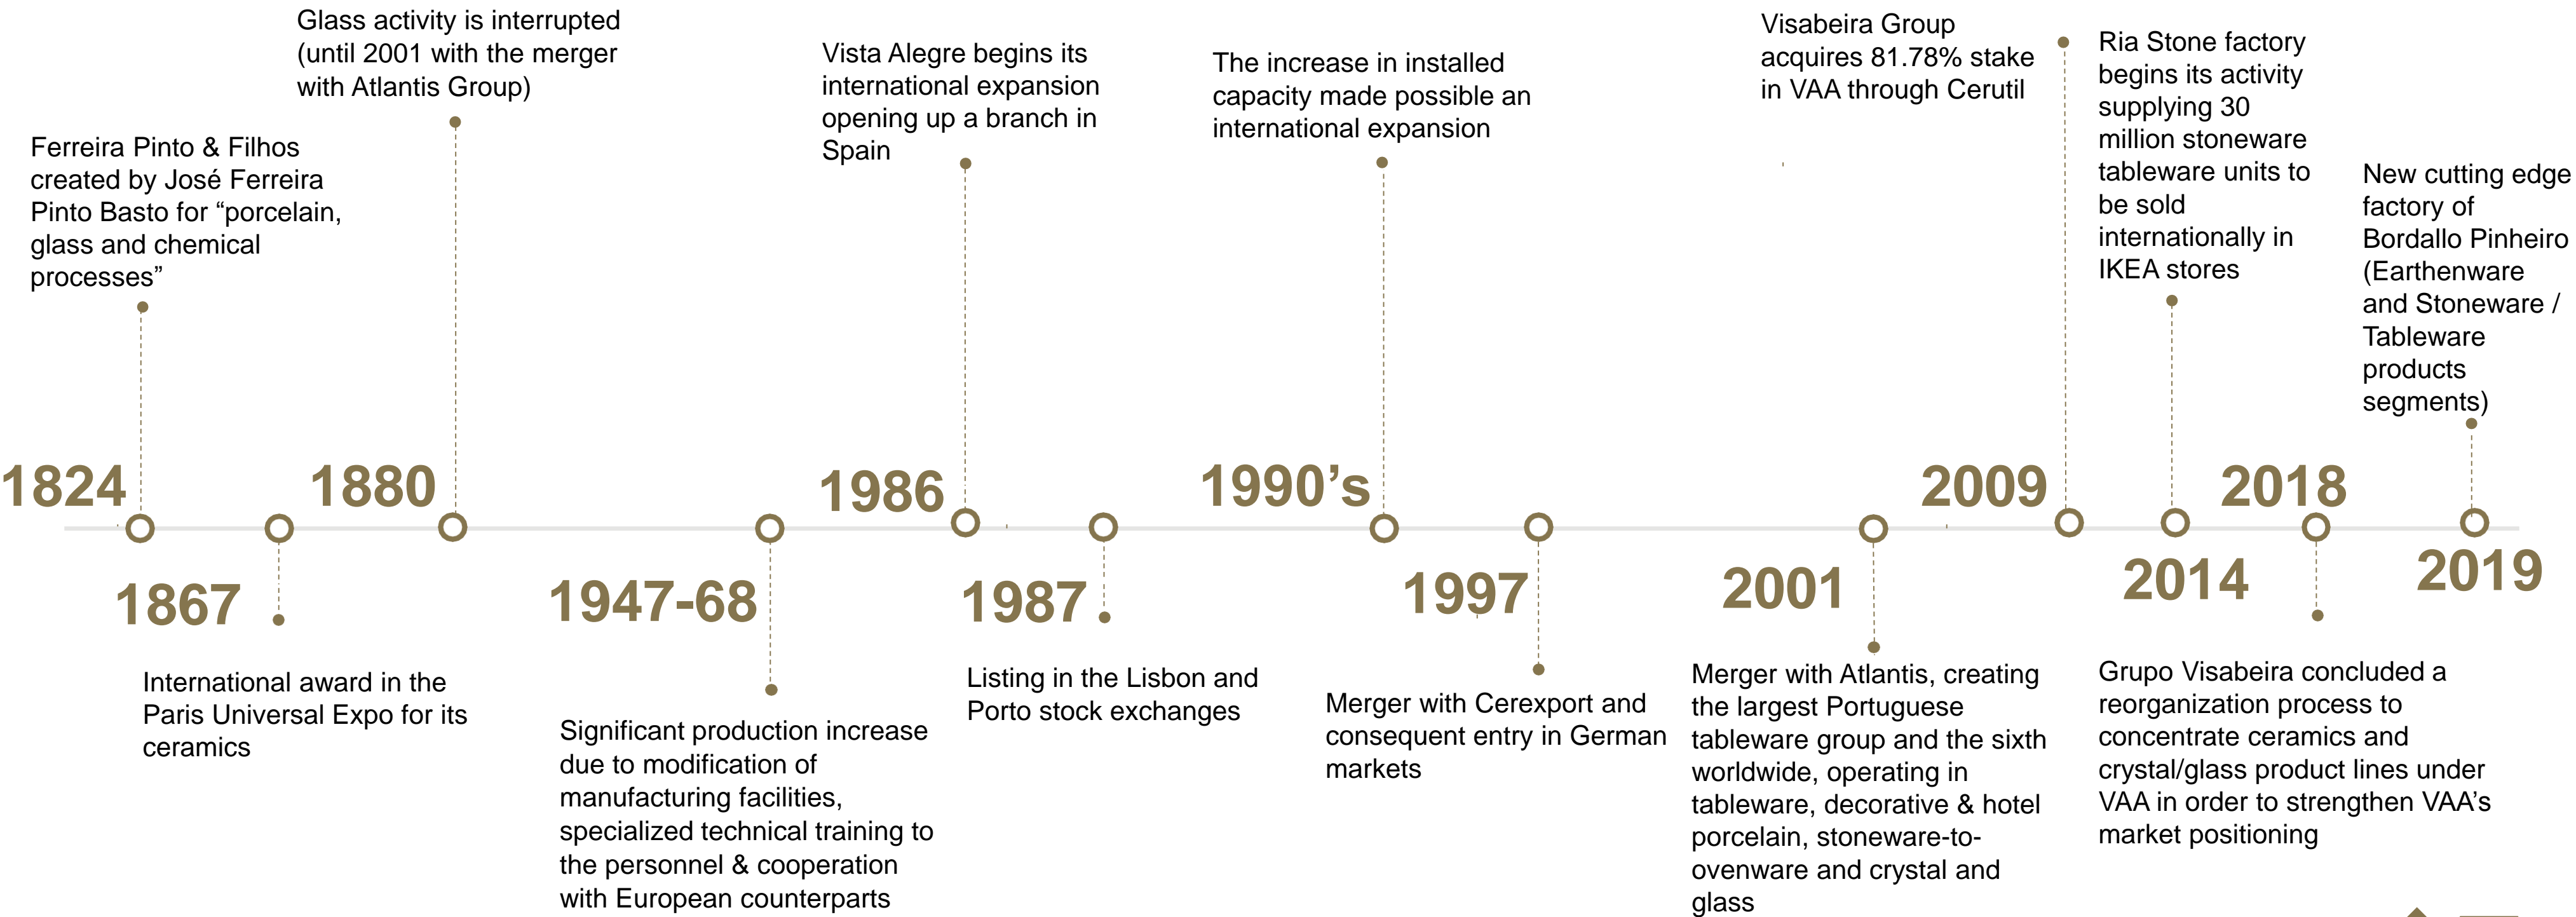 Glass activity is interrupted
(until 2001 with the merger
with Atlantis Group)
Ferreira Pinto & Filhos
created by José Ferreira
Pinto Basto for “porcelain,
glass and chemical
processes”
Vista Alegre begins its
international expansion
opening up a branch in
Spain
The increase in installed
capacity made possible an
international expansion
Visabeira Group
acquires 81.78% stake
in VAA through Cerutil
Ria Stone factory
begins its activity
supplying 30
million stoneware
tableware units to
be sold
internationally in
IKEA stores
New cutting edge
factory of
Bordallo Pinheiro
(Earthenware
and Stoneware /
Tableware
products
segments)
1824
1880
1986
1990’s
2009
2018
1867
1947-68
1987
1997
2001
2014
2019
International award in the
Paris Universal Expo for its
ceramics
Significant production increase
due to modification of
manufacturing facilities,
specialized technical training to
the personnel & cooperation
with European counterparts
Listing in the Lisbon and
Porto stock exchanges
Merger with Cerexport and
consequent entry in German
markets
Merger with Atlantis, creating
the largest Portuguese
tableware group and the sixth
worldwide, operating in
tableware, decorative & hotel
porcelain, stoneware-to-
ovenware and crystal and
glass
Grupo Visabeira concluded a
reorganization process to
concentrate ceramics and
crystal/glass product lines under
VAA in order to strengthen VAA’s
market positioning